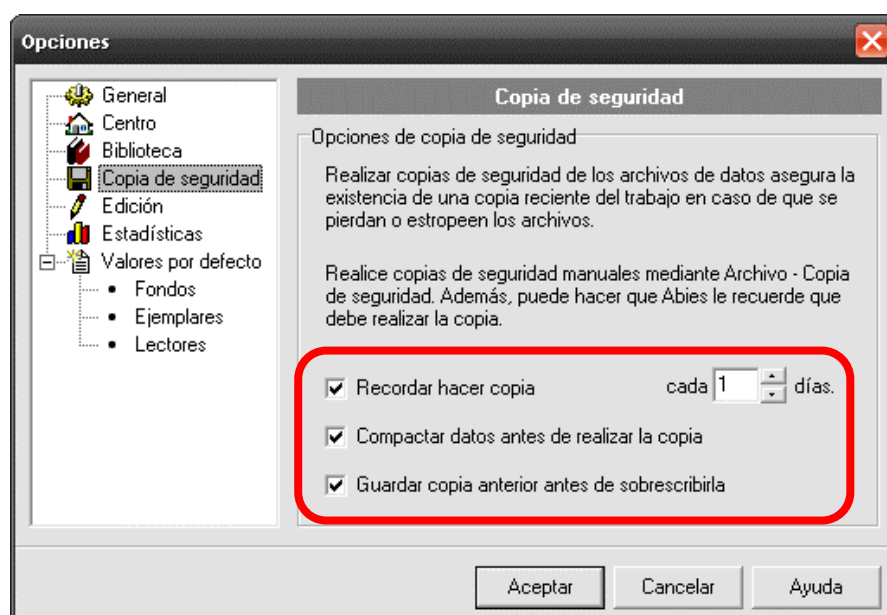 Opciones
General
Centro
Biblioteca
Copia de seguridad
Edición
Estadísticas
Valores por defecto
Fondos
Ejemplares
Lectores
Copia de seguridad
Opciones de copia de seguridad
Realizar copias de seguridad de los archivos de datos asegura la
existencia de una copia reciente del trabajo en caso de que se
pierdan o estropeen los archivos.
Realice copias de seguridad manuales mediante Archivo - Copia
de seguridad. Además, puede hacer que Abies le recuerde que
debe realizar la copia.
Recordar hacer copia cada 1 días.
Compactar datos antes de realizar la copia
Guardar copia anterior antes de sobrescribirla
Aceptar Cancelar Ayuda